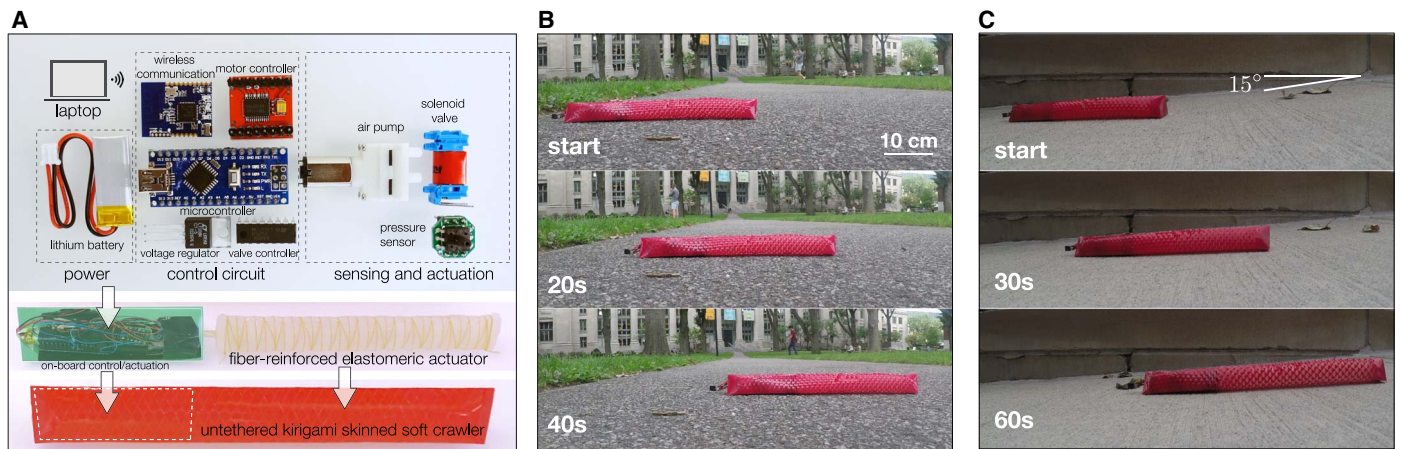 A
wireless
communication
motor controller
laptop
solenoid
valve
air pump
microcontroller
lithium battery
voltage regulator
valve controller
pressure
sensor
power
control circuit
sensing and actuation
on-board control/actuation
fiber-reinforced elastomeric actuator
untethered kirigami skinned soft crawler
B
start
10 cm
20s
40s
C
15°
start
30s
60s